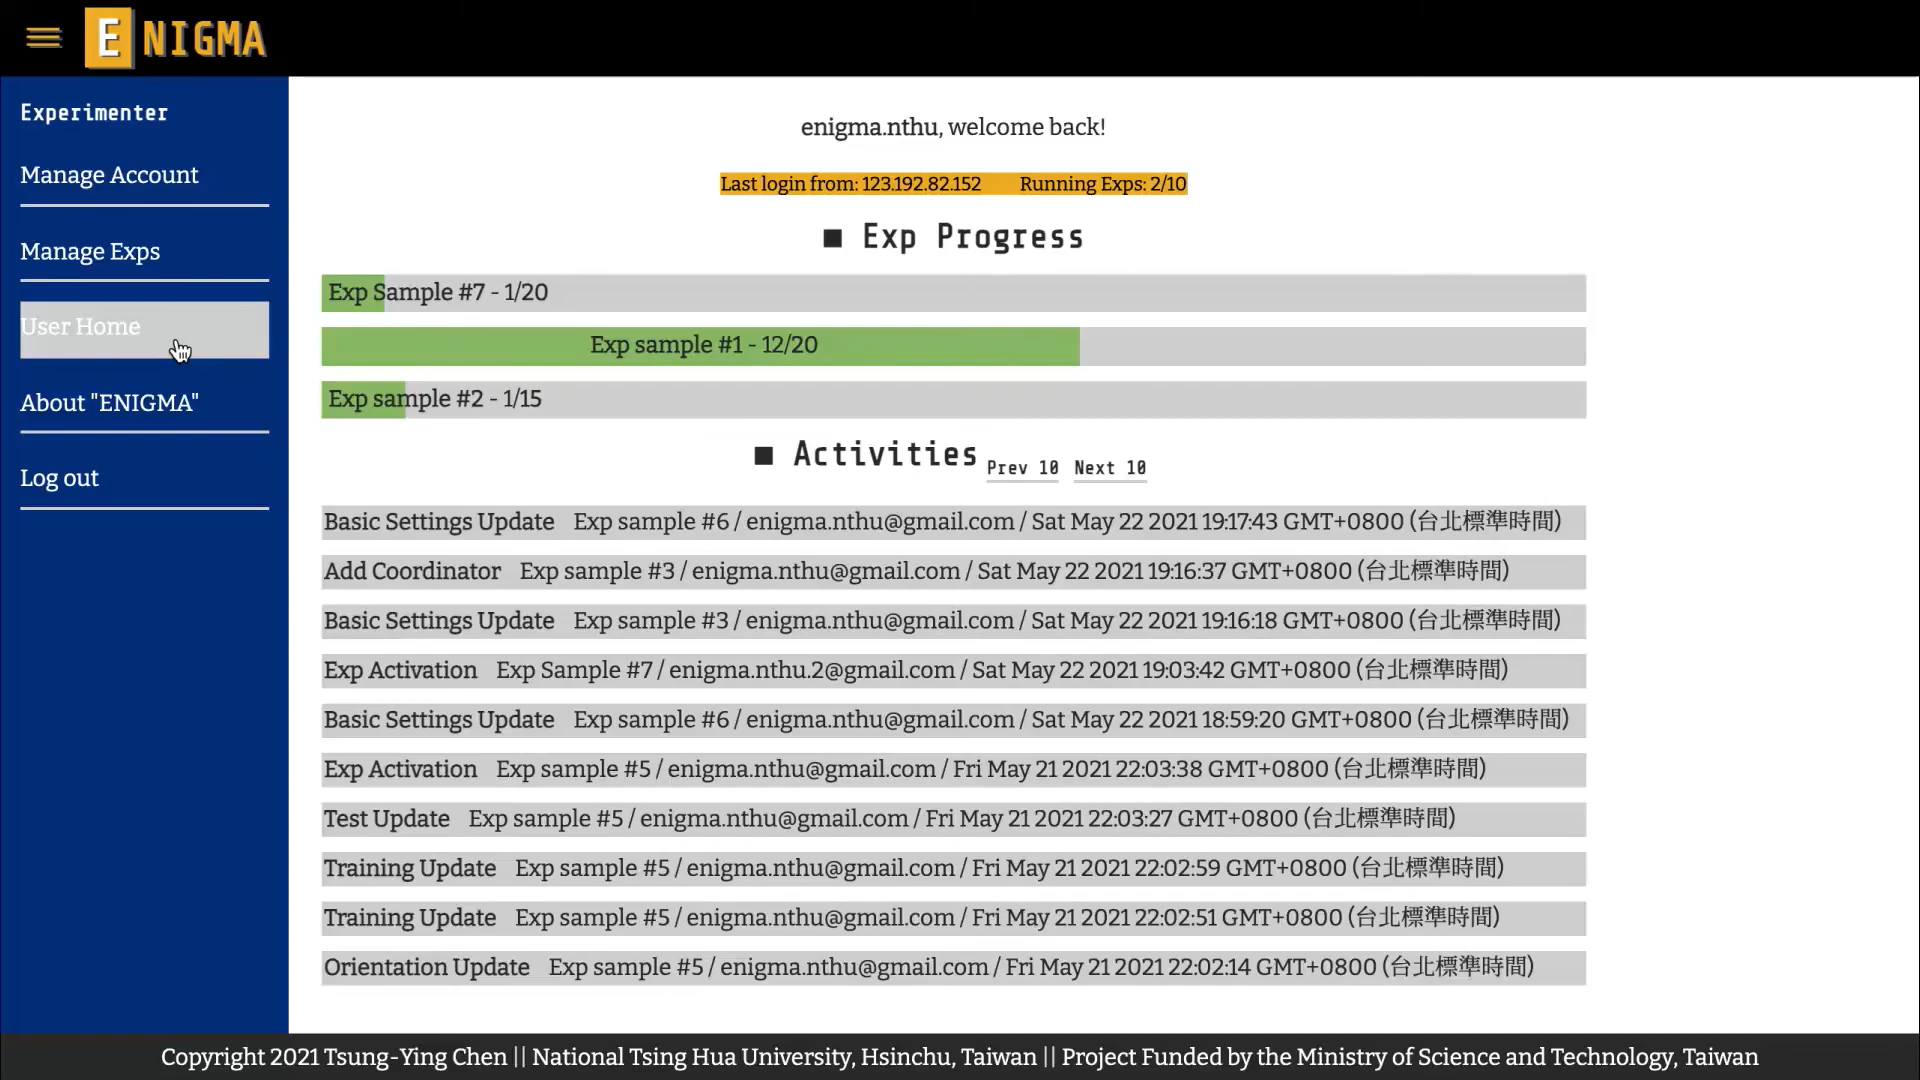 ENIGMA
Experimenter
Manage Account
Manage Exps
User Home
About "ENIGMA"
Log out
enigma.nthu, welcome back!
Last login from: 123.192.82.152 Running Exps: 2/10
■ Exp Progress
Exp Sample #7 - 1/20
Exp sample #1 - 12/20
Exp sample #2 - 1/15
■ Activities Prev 10 Next 10
Basic Settings Update Exp sample #6 / enigma.nthu@gmail.com / Sat May 22 2021 19:17:43 GMT+0800 (台北標準時間)
Add Coordinator Exp sample #3 / enigma.nthu@gmail.com / Sat May 22 2021 19:16:37 GMT+0800 (台北標準時間)
Basic Settings Update Exp sample #3 / enigma.nthu@gmail.com / Sat May 22 2021 19:16:18 GMT+0800 (台北標準時間)
Exp Activation Exp Sample #7 / enigma.nthu.2@gmail.com / Sat May 22 2021 19:03:42 GMT+0800 (台北標準時間)
Basic Settings Update Exp sample #6 / enigma.nthu@gmail.com / Sat May 22 2021 18:59:20 GMT+0800 (台北標準時間)
Exp Activation Exp sample #5 / enigma.nthu@gmail.com / Fri May 21 2021 22:03:38 GMT+0800 (台北標準時間)
Test Update Exp sample #5 / enigma.nthu@gmail.com / Fri May 21 2021 22:03:27 GMT+0800 (台北標準時間)
Training Update Exp sample #5 / enigma.nthu@gmail.com / Fri May 21 2021 22:02:59 GMT+0800 (台北標準時間)
Training Update Exp sample #5 / enigma.nthu@gmail.com / Fri May 21 2021 22:02:51 GMT+0800 (台北標準時間)
Orientation Update Exp sample #5 / enigma.nthu@gmail.com / Fri May 21 2021 22:02:14 GMT+0800 (台北標準時間)
Copyright 2021 Tsung-Ying Chen || National Tsing Hua University, Hsinchu, Taiwan || Project Funded by the Ministry of Science and Technology, Taiwan